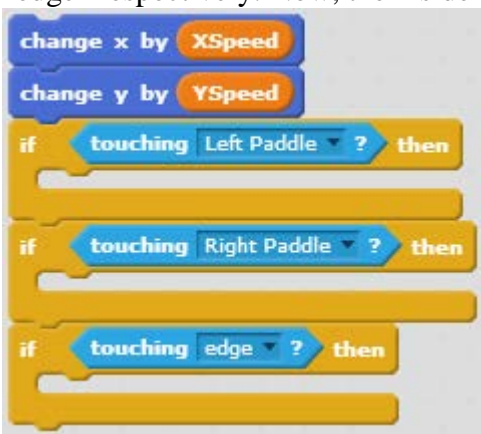 change x by XSpeed
change y by YSpeed
if touching Left Paddle ? then
if touching Right Paddle ? then
if touching edge ? then